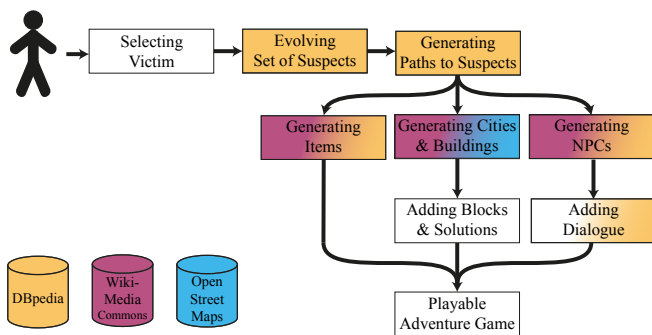 Selecting
Victim
Evolving
Set of Suspects
Generating
Paths to Suspects
Generating
Items
Generating Cities
& Buildings
Generating
NPCs
Adding Blocks
& Solutions
Adding
Dialogue
DBpedia
Wiki-
Media
Commons
Open
Street
Maps
Playable
Adventure Game